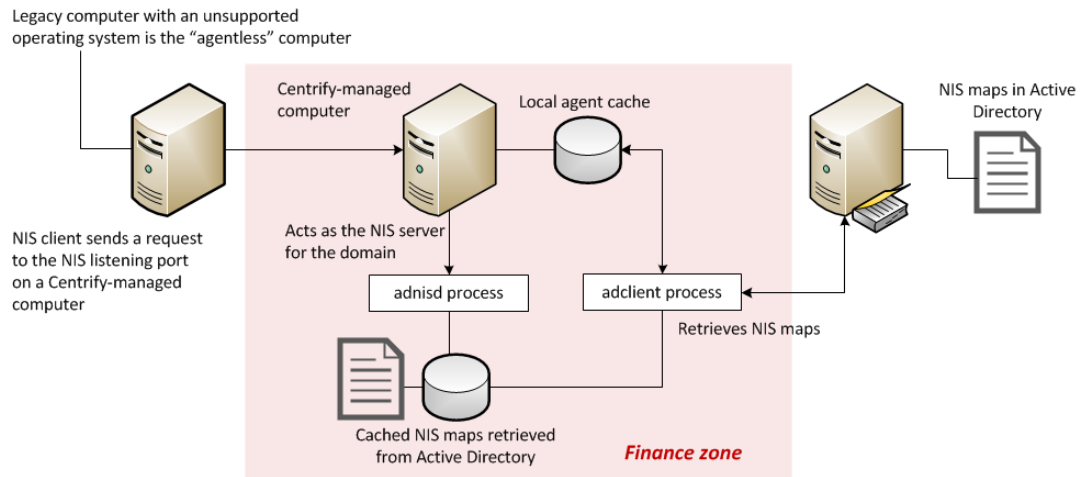 Legacy computer with an unsupported
operating system is the “agentless” computer
Centrify-managed
computer
Local agent cache
NIS maps in Active
Directory
NIS client sends a request
to the NIS listening port
on a Centrify-managed
computer
Acts as the NIS server
for the domain
adnisd process
adclient process
Retrieves NIS maps
Cached NIS maps retrieved
from Active Directory
Finance zone